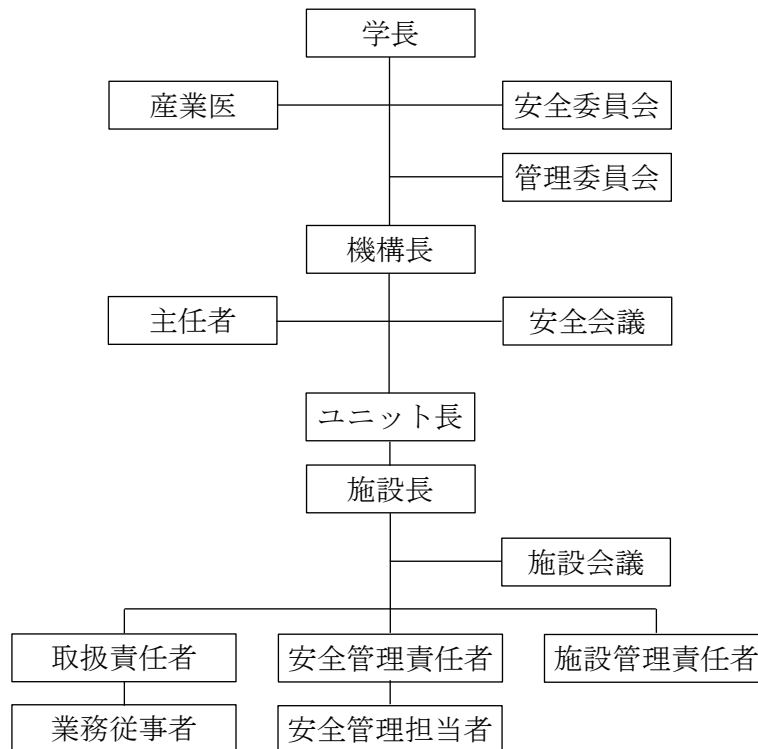 学長
産業医
安全委員会
管理委員会
機構長
主任者
安全会議
ユニット長
施設長
施設会議
取扱責任者
安全管理責任者
施設管理責任者
業務従事者
安全管理担当者